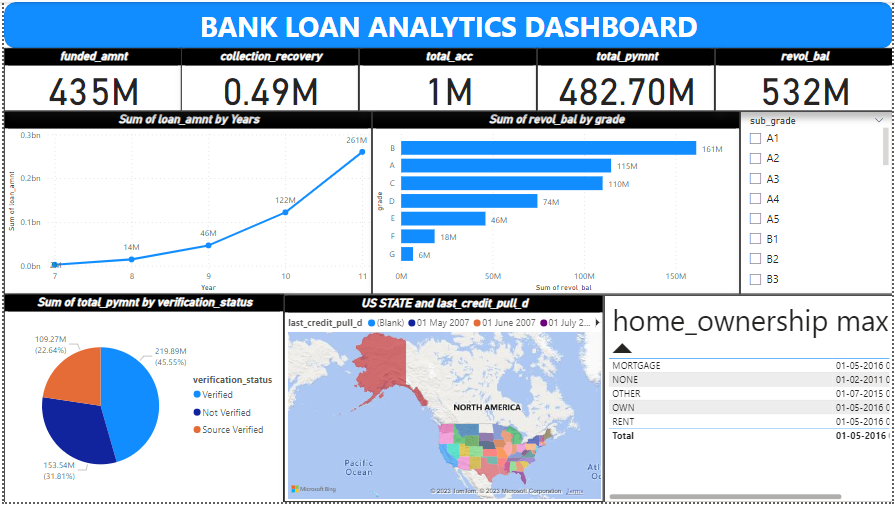 BANK LOAN ANALYTICS DASHBOARD
funded_amnt collection_recovery total_acc total_pymnt revol_bal
435M 0.49M 1M 482.70M 532M
Sum of loan_amnt by Years
0.3bn
0.2bn
0.1bn
0.0bn
Sum of loan_amnt
14M
46M
122M
261M
7 8 9 10 11
Year
Sum of revol_bal by grade
grade
B 161M
A 115M
C 110M
D 74M
E 46M
F 18M
G 6M
0M 50M 100M 150M
Sum of revol_bal
sub_grade
A1
A2
A3
A4
A5
B1
B2
B3
Sum of total_pymnt by verification_status
109.27M
(22.64%)
219.89M
(45.55%)
153.54M
(31.81%)
verification_status
Verified
Not Verified
Source Verified
US STATE and last_credit_pull_d
last_credit_pull_d (Blank) 01 May 2007 01 June 2007 01 July 2...
NORTH AMERICA
Pacific
Ocean
Microsoft Bing
© 2023 TomTom, © 2023 Microsoft Corporation Terms
home_ownership max
MORTGAGE 01-05-2016 0
NONE 01-02-2011 0
OTHER 01-07-2015 0
OWN 01-05-2016 0
RENT 01-05-2016 0
Total 01-05-2016